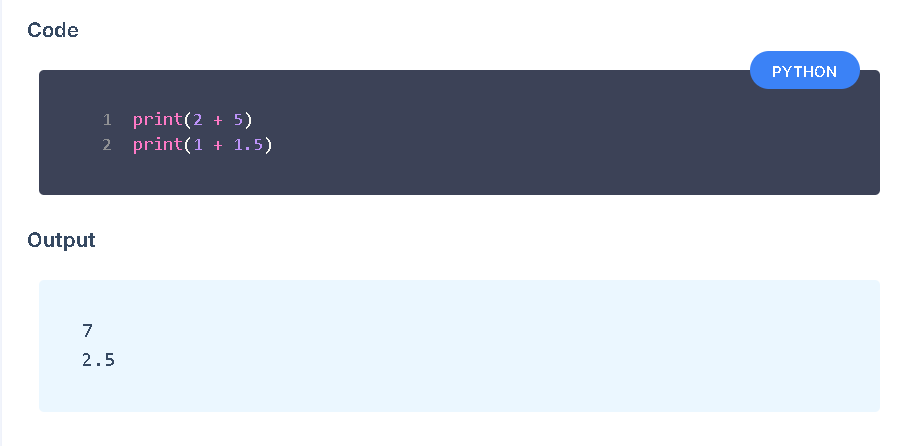 Code
PYTHON
1 print(2 + 5)
2 print(1 + 1.5)
Output
7
2.5